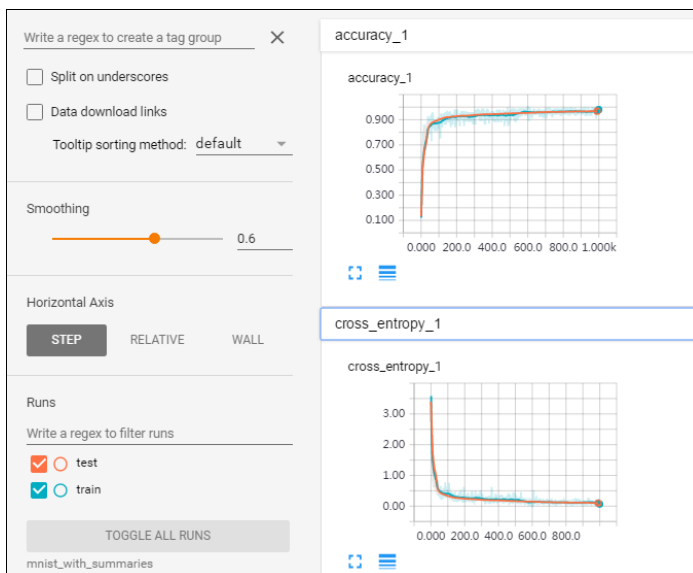 Write a regex to create a tag group
Split on underscores
Data download links
Tooltip sorting method: default
Smoothing
0.6
Horizontal Axis
STEP RELATIVE WALL
Runs
Write a regex to filter runs
test
train
TOGGLE ALL RUNS
mnist_with_summaries
accuracy_1
accuracy_1
0.900
0.700
0.500
0.300
0.100
0.000 200.0 400.0 600.0 800.0 1.000k
cross_entropy_1
cross_entropy_1
3.00
2.00
1.00
0.00
0.000 200.0 400.0 600.0 800.0